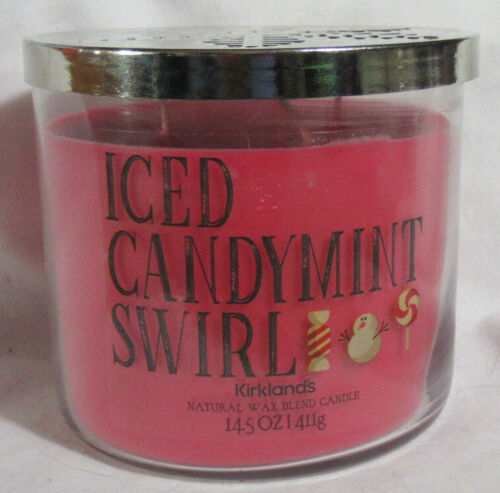 ICED
CANDYMINT
SWIRL
Kirklands
NATURAL WAX BLEND CANDLE
14.5 OZ | 411g